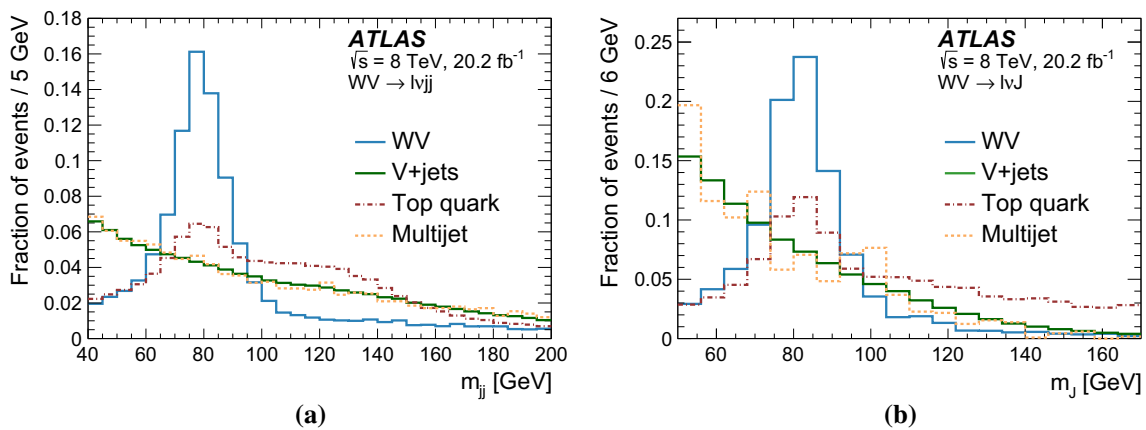 Fraction of events / 5 GeV
0.18
0.16
0.14
0.12
0.1
0.08
0.06
0.04
0.02
0
ATLAS
√s = 8 TeV, 20.2 fb⁻¹
WV → lνjj
WV
V+jets
Top quark
Multijet
40 60 80 100 120 140 160 180 200
m_jj [GeV]
(a)
Fraction of events / 6 GeV
0.25
0.2
0.15
0.1
0.05
0
ATLAS
√s = 8 TeV, 20.2 fb⁻¹
WV → lνJ
WV
V+jets
Top quark
Multijet
60 80 100 120 140 160
m_J [GeV]
(b)